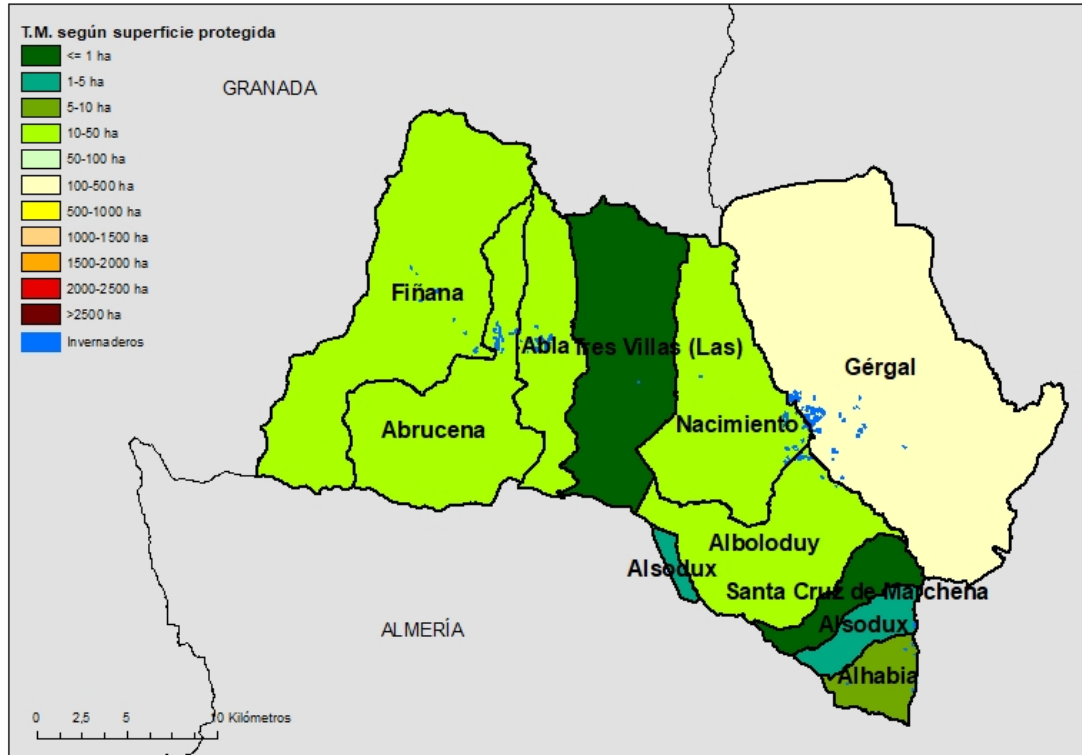 T.M. según superficie protegida
<= 1 ha
1-5 ha
5-10 ha
10-50 ha
50-100 ha
100-500 ha
500-1000 ha
1000-1500 ha
1500-2000 ha
2000-2500 ha
>2500 ha
Invernaderos
GRANADA
Fiñana
Abla
Tres Villas (Las)
Gérgal
Abrucena
Nacimiento
Alboloduy
Alsodux
Santa Cruz de Marchena
Alsodux
ALMERÍA
Alhabia
0 2,5 5 10 Kilómetros